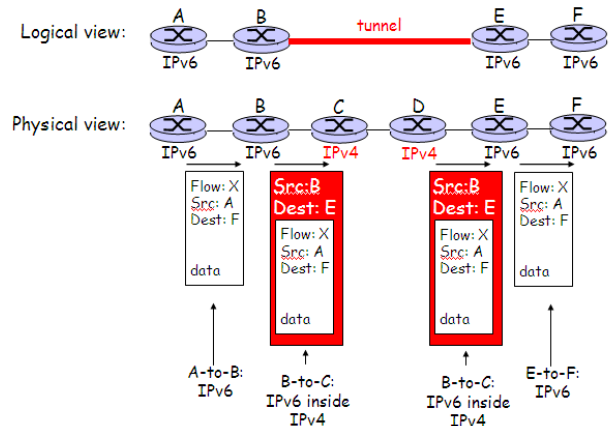 A B E F
Logical view: tunnel
IPv6 IPv6 IPv6 IPv6
A B C D E F
Physical view:
IPv6 IPv6 IPv4 IPv4 IPv6 IPv6
Flow: X
Src: A
Dest: F
data
Src:B
Dest: E
Flow: X
Src: A
Dest: F
data
Src:B
Dest: E
Flow: X
Src: A
Dest: F
data
Flow: X
Src: A
Dest: F
data
A-to-B:
IPv6
B-to-C:
IPv6 inside
IPv4
B-to-C:
IPv6 inside
IPv4
E-to-F:
IPv6